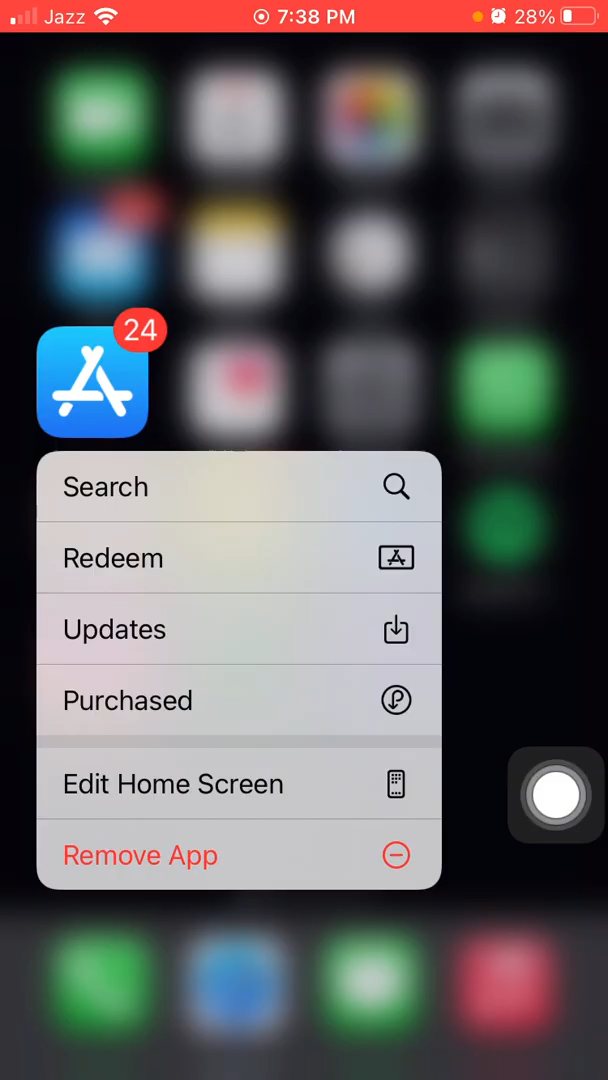 Jazz 7:38 PM 28%
24
Search
Redeem
Updates
Purchased
Edit Home Screen
Remove App